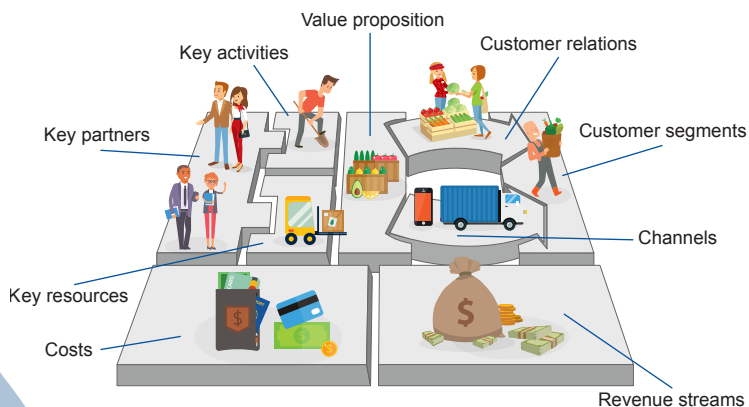 Value proposition
Key activities
Customer relations
Key partners
Customer segments
Channels
Key resources
Costs
Revenue streams
$
$
$